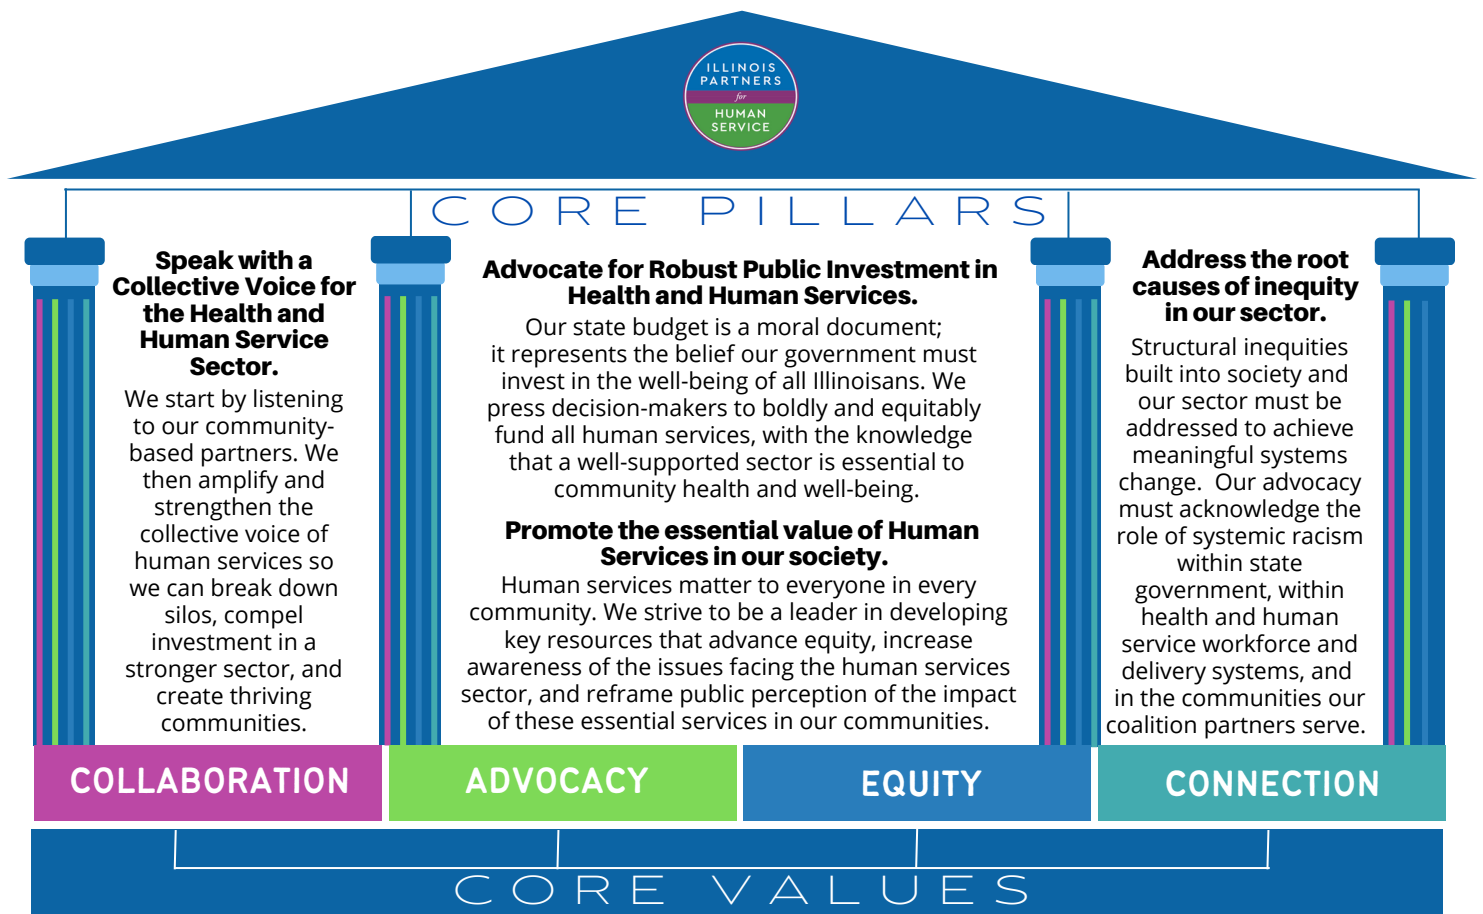 ILLINOIS
PARTNERS
for
HUMAN
SERVICE
CORE PILLARS
Speak with a
Collective Voice for
the Health and
Human Service
Sector.
We start by listening
to our community-
based partners. We
then amplify and
strengthen the
collective voice of
human services so
we can break down
silos, compel
investment in a
stronger sector, and
create thriving
communities.
Advocate for Robust Public Investment in
Health and Human Services.
Our state budget is a moral document;
it represents the belief our government must
invest in the well-being of all Illinoisans. We
press decision-makers to boldly and equitably
fund all human services, with the knowledge
that a well-supported sector is essential to
community health and well-being.
Promote the essential value of Human
Services in our society.
Human services matter to everyone in every
community. We strive to be a leader in developing
key resources that advance equity, increase
awareness of the issues facing the human services
sector, and reframe public perception of the impact
of these essential services in our communities.
Address the root
causes of inequity
in our sector.
Structural inequities
built into society and
our sector must be
addressed to achieve
meaningful systems
change. Our advocacy
must acknowledge the
role of systemic racism
within state
government, within
health and human
service workforce and
delivery systems, and
in the communities our
coalition partners serve.
COLLABORATION
ADVOCACY
EQUITY
CONNECTION
CORE VALUES